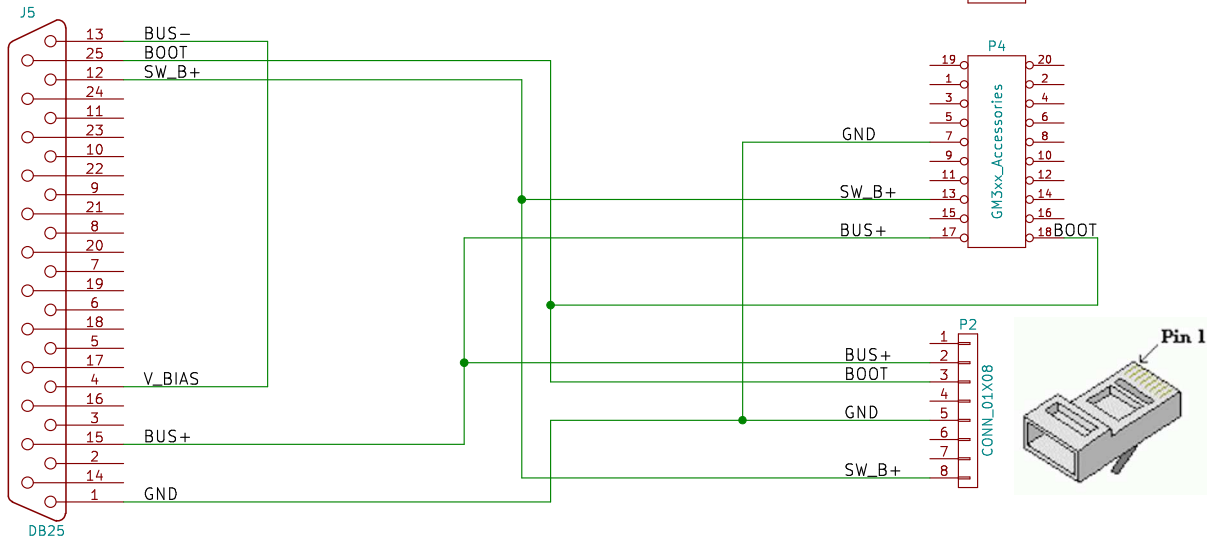 J5
13 BUS-
25 BOOT
12 SW_B+
24
11
23
10
22
9
21
8
20
7
19
6
18
5
17
4 V_BIAS
16
3
15 BUS+
2
14
1 GND
DB25
P4
19 20
1 2
3 4
5 6
GND 7 8
9 10
11 12
SW_B+ 13 14
15 16
BUS+ 17 18 BOOT
GM3xx_Accessories
P2
1
BUS+ 2
BOOT 3
4
GND 5
6
7
SW_B+ 8
CONN_01X08
Pin 1